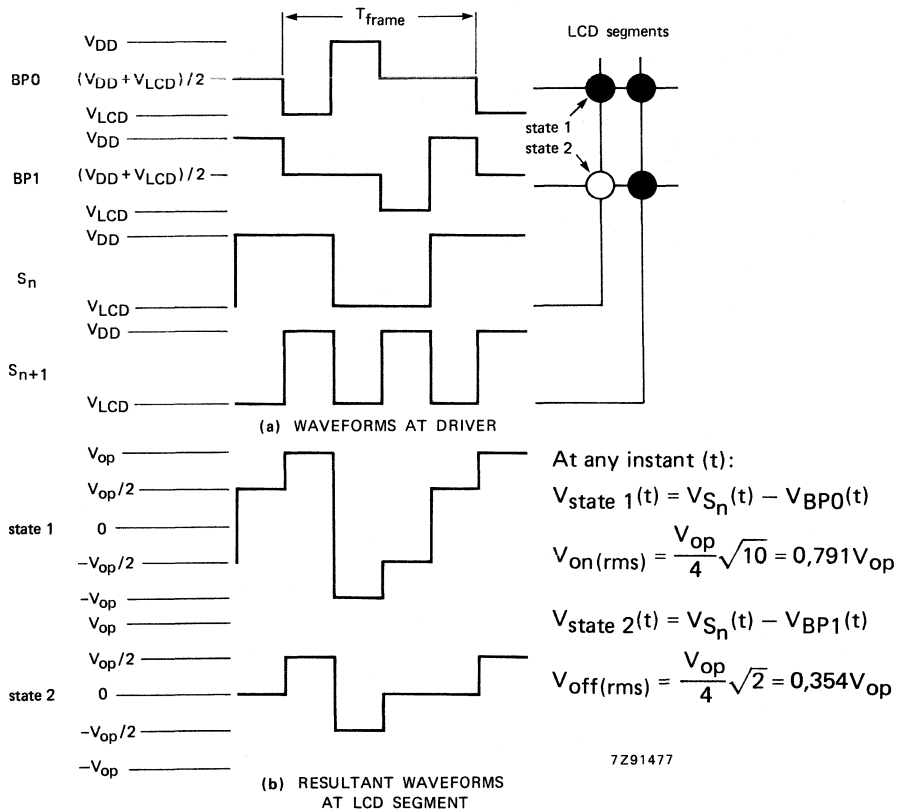 T_frame
LCD segments
BP0
V_DD
(V_DD + V_LCD)/2
V_LCD
state 1
state 2
BP1
V_DD
(V_DD + V_LCD)/2
V_LCD
S_n
V_DD
V_LCD
S_n+1
V_DD
V_LCD
(a) WAVEFORMS AT DRIVER
state 1
V_op
V_op/2
0
−V_op/2
−V_op
state 2
V_op
V_op/2
0
−V_op/2
−V_op
(b) RESULTANT WAVEFORMS
AT LCD SEGMENT
At any instant (t):
V_state 1(t) = V_Sn(t) − V_BP0(t)
V_on(rms) = V_op/4 √10 = 0,791V_op
V_state 2(t) = V_Sn(t) − V_BP1(t)
V_off(rms) = V_op/4 √2 = 0,354V_op
7Z91477